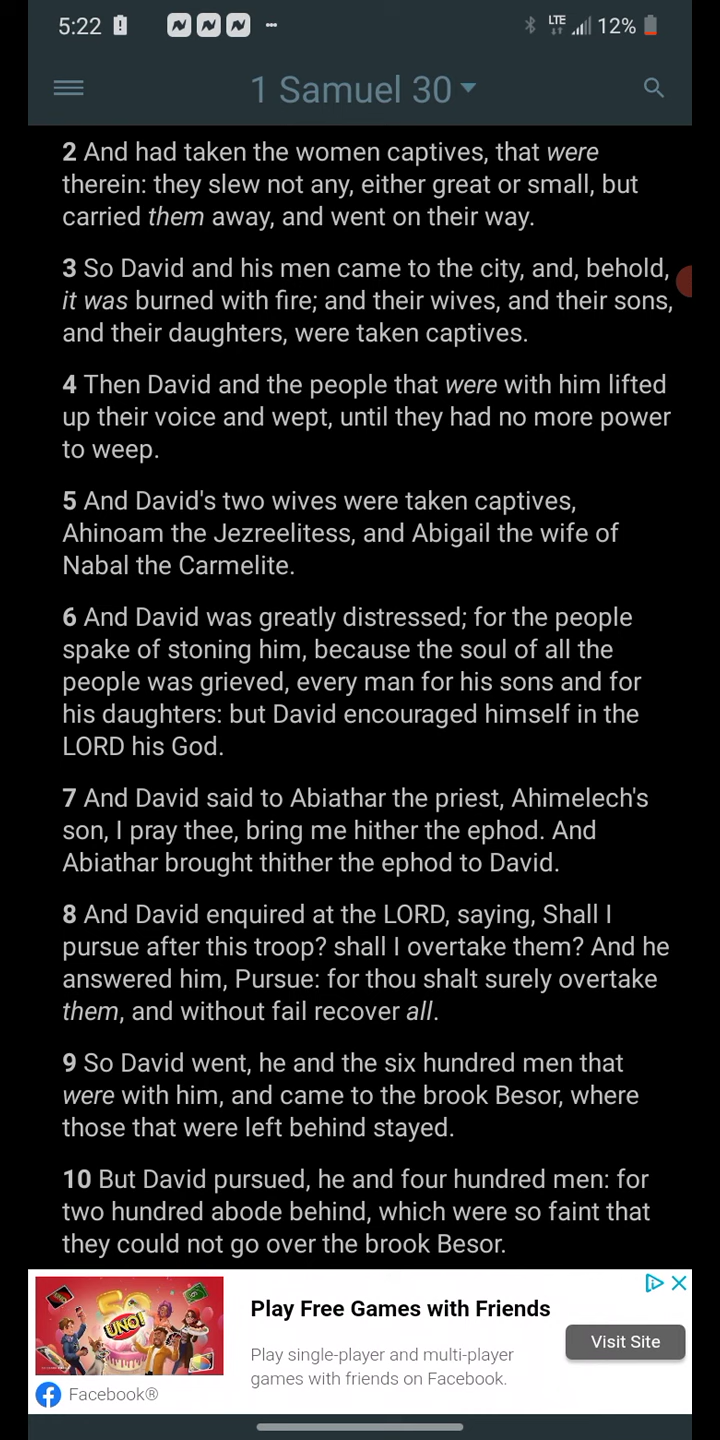 5:22
LTE 12%
1 Samuel 30
2 And had taken the women captives, that were
therein: they slew not any, either great or small, but
carried them away, and went on their way.
3 So David and his men came to the city, and, behold,
it was burned with fire; and their wives, and their sons,
and their daughters, were taken captives.
4 Then David and the people that were with him lifted
up their voice and wept, until they had no more power
to weep.
5 And David's two wives were taken captives,
Ahinoam the Jezreelitess, and Abigail the wife of
Nabal the Carmelite.
6 And David was greatly distressed; for the people
spake of stoning him, because the soul of all the
people was grieved, every man for his sons and for
his daughters: but David encouraged himself in the
LORD his God.
7 And David said to Abiathar the priest, Ahimelech's
son, I pray thee, bring me hither the ephod. And
Abiathar brought thither the ephod to David.
8 And David enquired at the LORD, saying, Shall I
pursue after this troop? shall I overtake them? And he
answered him, Pursue: for thou shalt surely overtake
them, and without fail recover all.
9 So David went, he and the six hundred men that
were with him, and came to the brook Besor, where
those that were left behind stayed.
10 But David pursued, he and four hundred men: for
two hundred abode behind, which were so faint that
they could not go over the brook Besor.
50
UNO!
Facebook®
Play Free Games with Friends
Play single-player and multi-player
games with friends on Facebook.
Visit Site